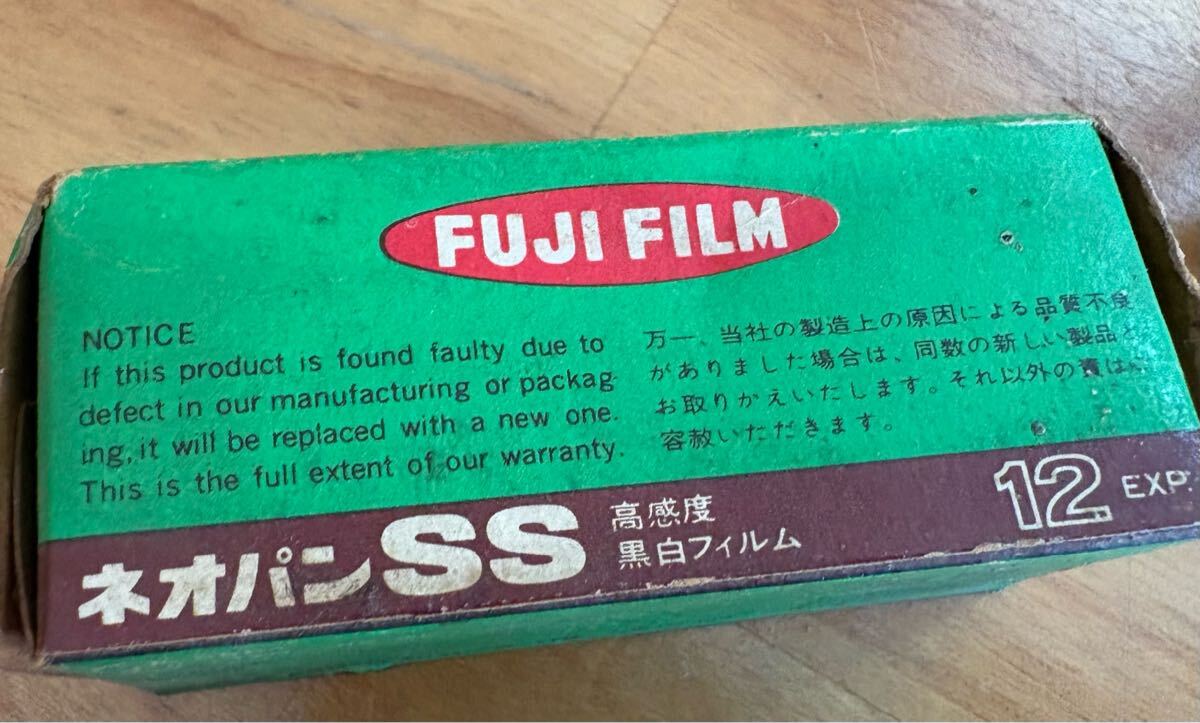 FUJI FILM
NOTICE
If this product is found faulty due to
defect in our manufacturing or packag-
ing, it will be replaced with a new one.
This is the full extent of our warranty.
万一、当社の製造上の原因による品質不良
がありました場合は、同数の新しい製品と
お取りかえいたします。それ以外の責はご
容赦いただきます。
ネオパンSS
高感度
黒白フィルム
12 EXP.